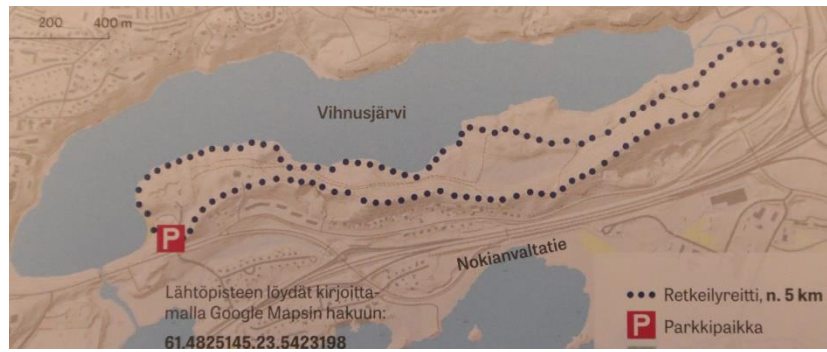 200 400 m
Vihnusjärvi
P
Nokianvaltatie
Lähtöpisteen löydät kirjoitta-
malla Google Mapsin hakuun:
61.4825145,23.5423198
Retkeilyreitti, n. 5 km
P Parkkipaikka